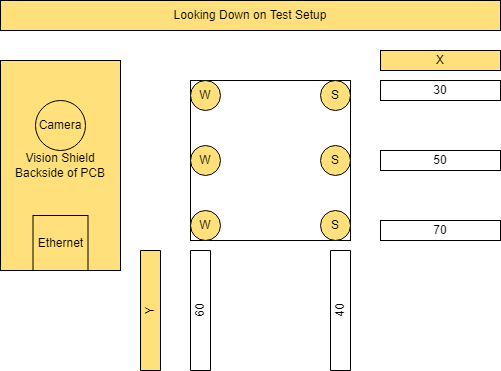 Looking Down on Test Setup
X
W
S
30
Camera
Vision Shield
Backside of PCB
W
S
50
Ethernet
W
S
70
Y
60
40